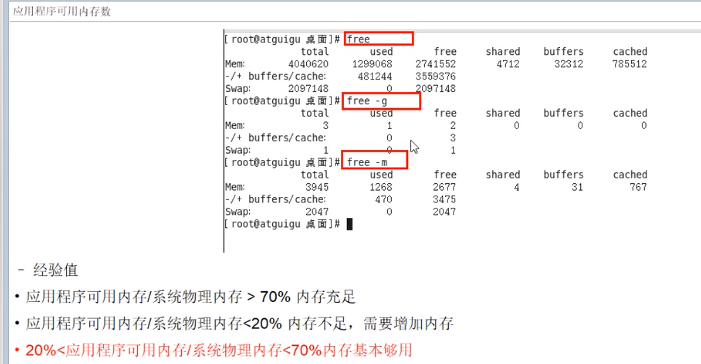 应用程序可用内存数
[root@atguigu 桌面]# free
total used free shared buffers cached
Mem: 4040620 1299068 2741552 4712 32312 785512
-/+ buffers/cache: 481244 3559376
Swap: 2097148 0 2097148
[root@atguigu 桌面]# free -g
total used free shared buffers cached
Mem: 3 1 2 0 0 0
-/+ buffers/cache: 0 3
Swap: 1 0 1
[root@atguigu 桌面]# free -m
total used free shared buffers cached
Mem: 3945 1268 2677 4 31 767
-/+ buffers/cache: 470 3475
Swap: 2047 0 2047
[root@atguigu 桌面]#
– 经验值
• 应用程序可用内存/系统物理内存 > 70% 内存充足
• 应用程序可用内存/系统物理内存<20% 内存不足，需要增加内存
• 20%<应用程序可用内存/系统物理内存<70%内存基本够用